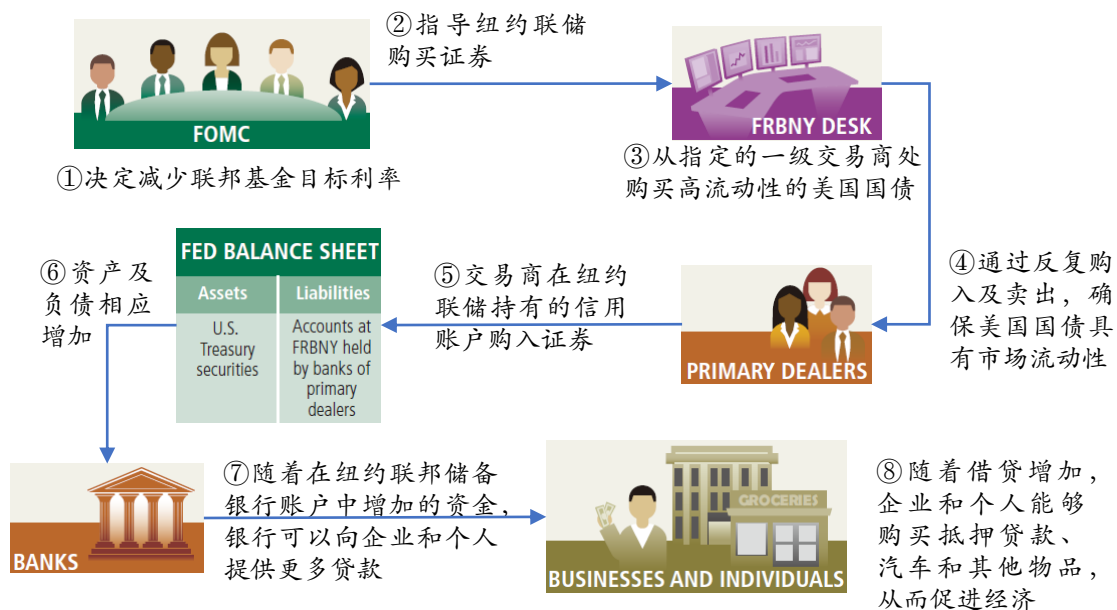 ②指导纽约联储
购买证券
FOMC
FRBNY DESK
①决定减少联邦基金目标利率
③从指定的一级交易商处
购买高流动性的美国国债
④通过反复购
入及卖出，确
保美国国债具
有市场流动性
PRIMARY DEALERS
⑤交易商在纽约
联储持有的信用
账户购入证券
FED BALANCE SHEET
Assets
Liabilities
U.S.
Treasury
securities
Accounts at
FRBNY held
by banks of
primary
dealers
⑥资产及
负债相应
增加
BANKS
⑦随着在纽约联邦储备
银行账户中增加的资金，
银行可以向企业和个人
提供更多贷款
GROCERIES
BUSINESSES AND INDIVIDUALS
⑧随着借贷增加，
企业和个人能够
购买抵押贷款、
汽车和其他物品，
从而促进经济